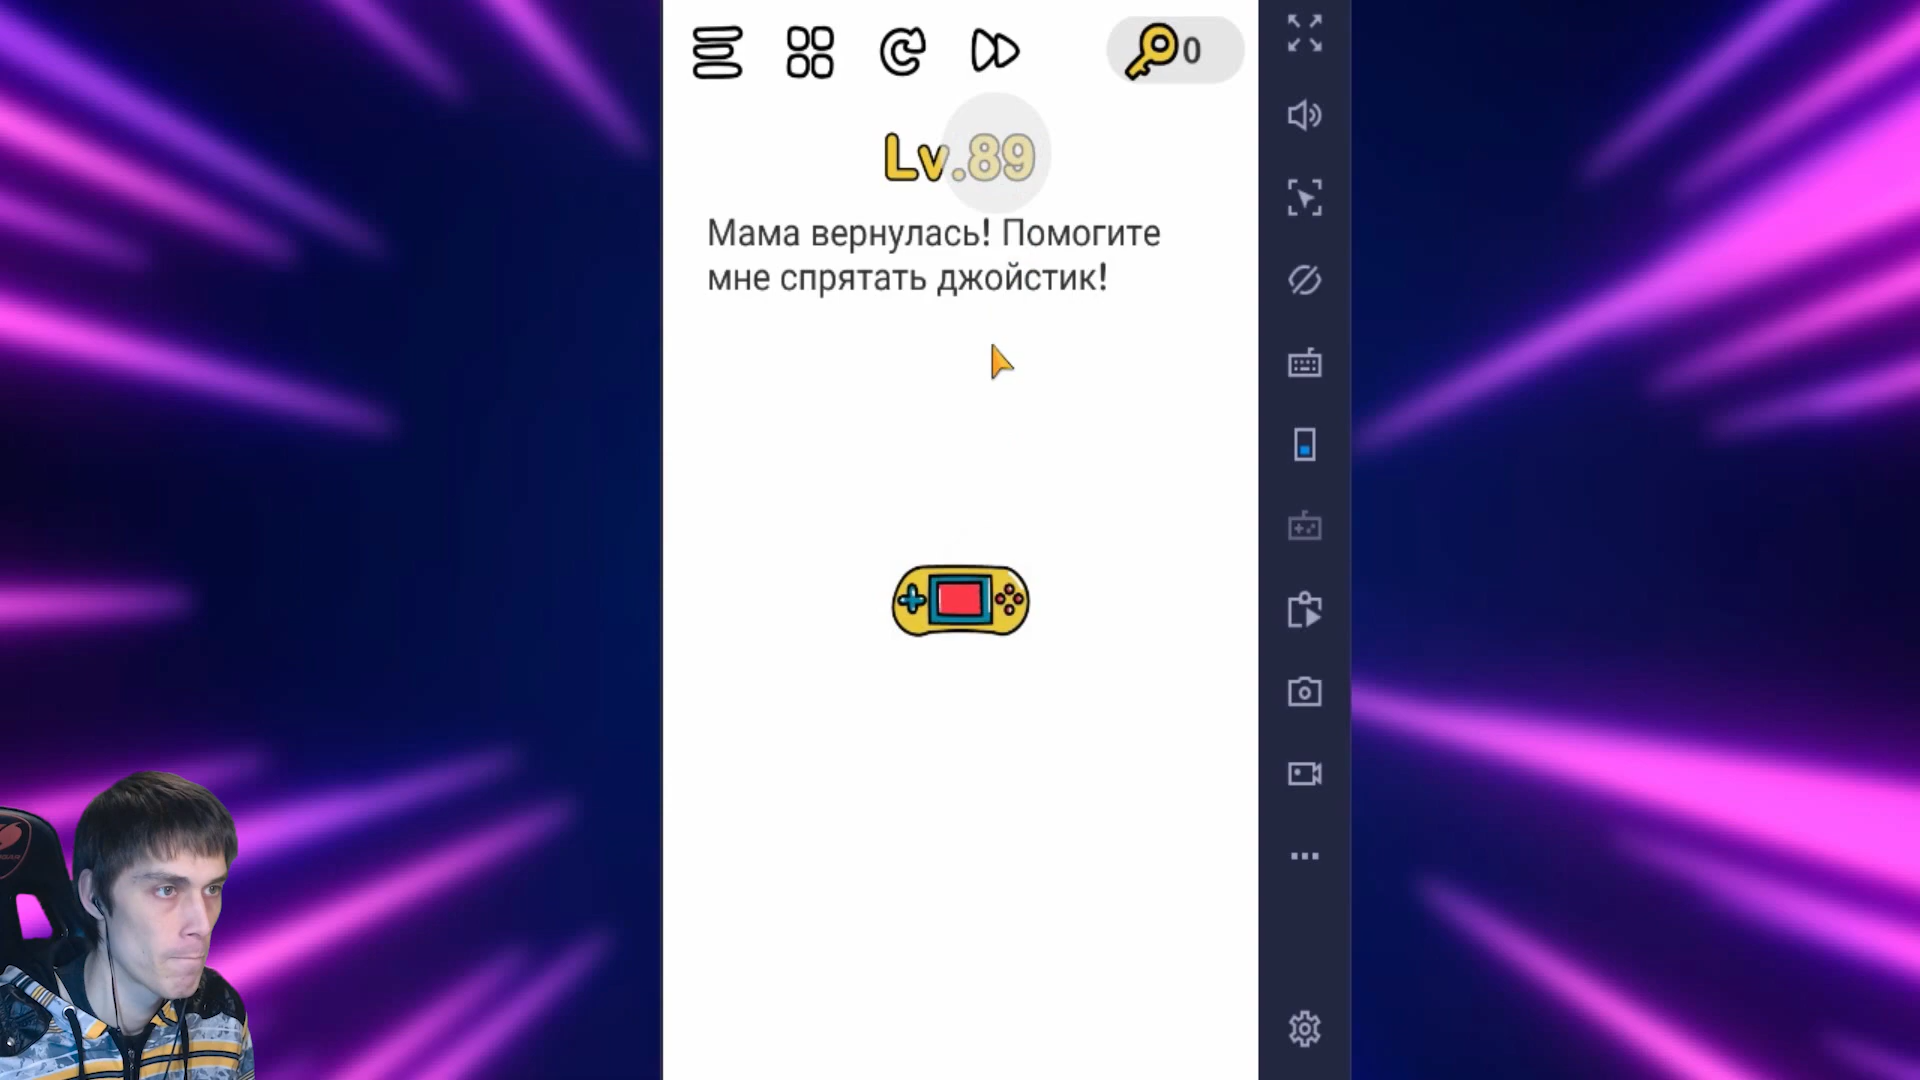 0
Lv.89
Мама вернулась! Помогите
мне спрятать джойстик!